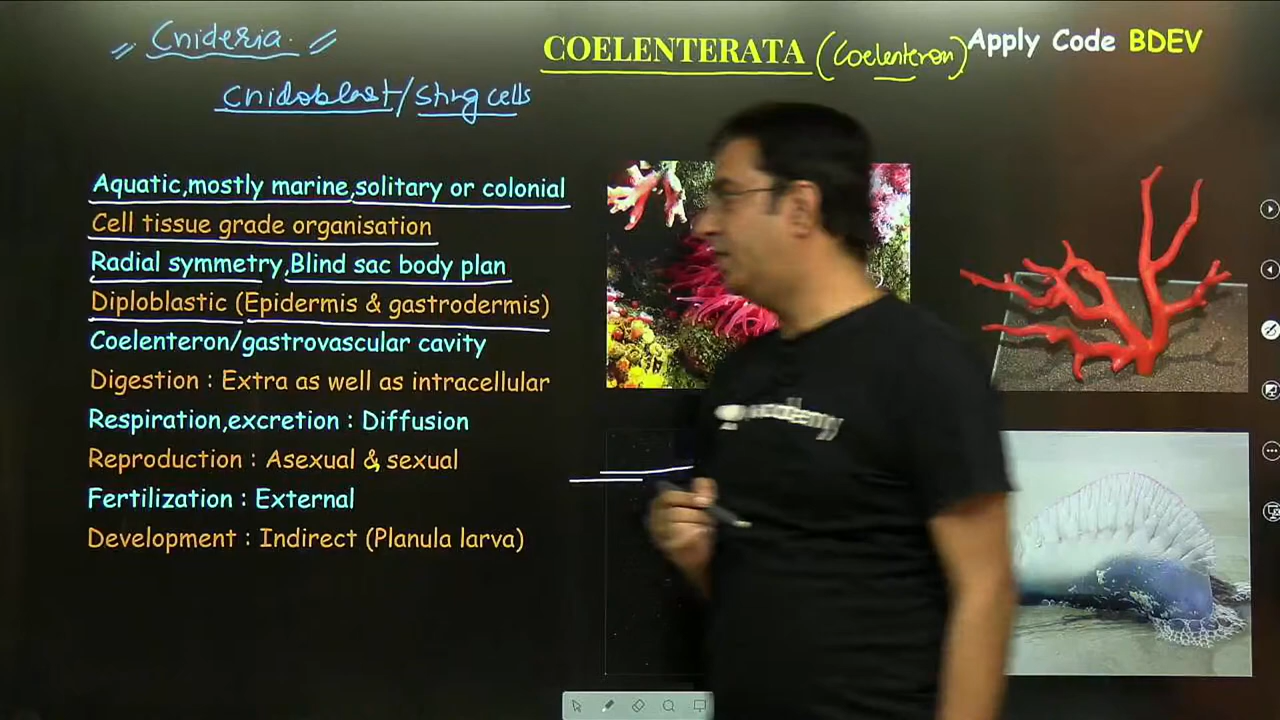 Cnideria.
COELENTERATA (Coelenteron)
Apply Code BDEV
Cnidoblast/Sting cells
Aquatic,mostly marine,solitary or colonial
Cell tissue grade organisation
Radial symmetry,Blind sac body plan
Diploblastic (Epidermis & gastrodermis)
Coelenteron/gastrovascular cavity
Digestion : Extra as well as intracellular
Respiration,excretion : Diffusion
Reproduction : Asexual & sexual
Fertilization : External
Development : Indirect (Planula larva)